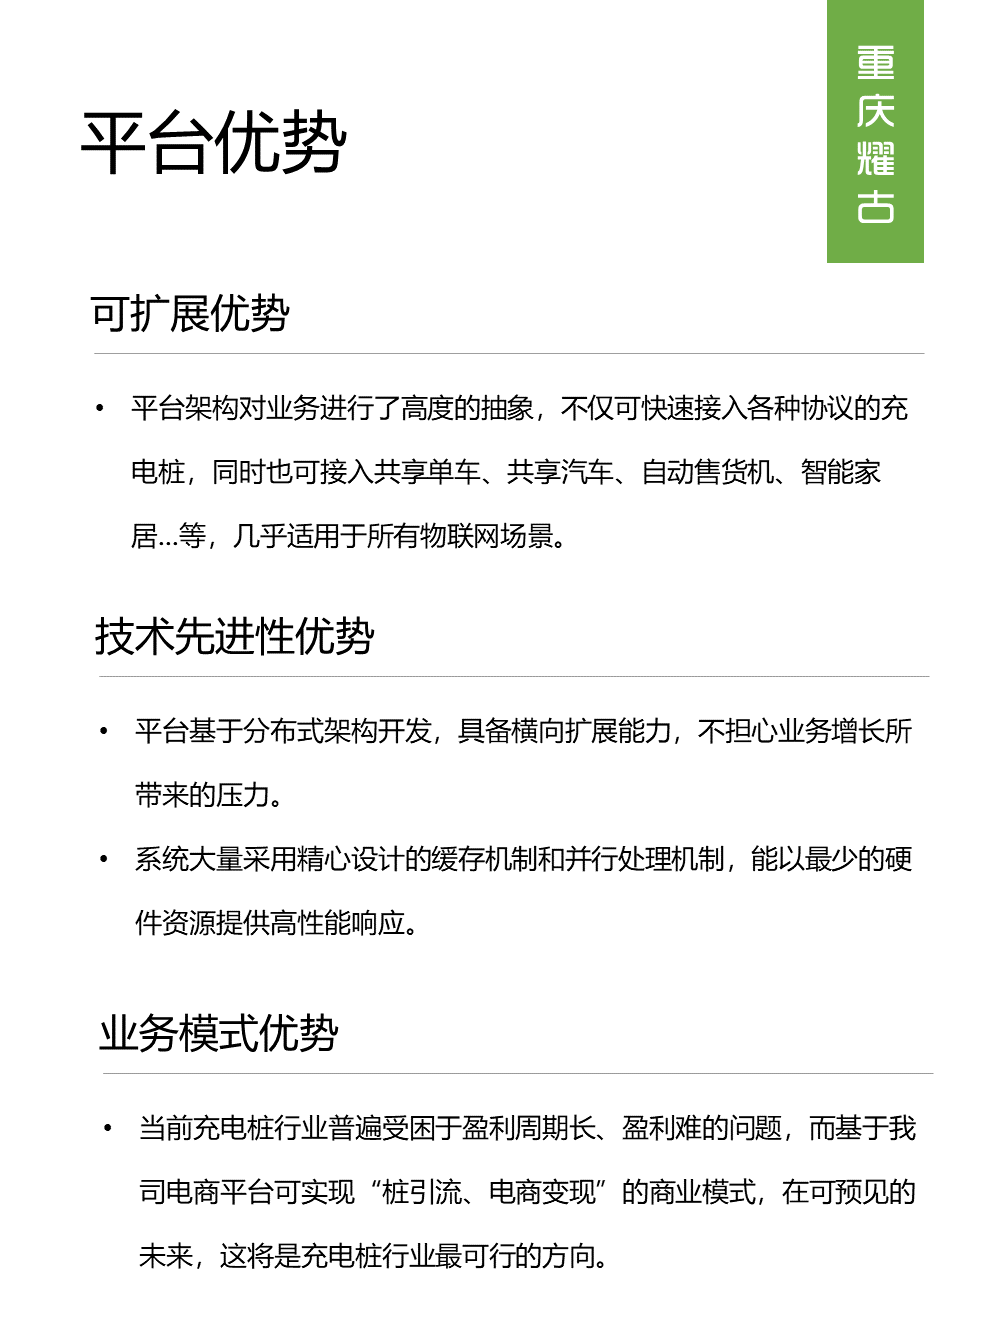 重庆耀古
平台优势
可扩展优势
• 平台架构对业务进行了高度的抽象，不仅可快速接入各种协议的充
电桩，同时也可接入共享单车、共享汽车、自动售货机、智能家
居...等，几乎适用于所有物联网场景。
技术先进性优势
• 平台基于分布式架构开发，具备横向扩展能力，不担心业务增长所
带来的压力。
• 系统大量采用精心设计的缓存机制和并行处理机制，能以最少的硬
件资源提供高性能响应。
业务模式优势
• 当前充电桩行业普遍受困于盈利周期长、盈利难的问题，而基于我
司电商平台可实现“桩引流、电商变现”的商业模式，在可预见的
未来，这将是充电桩行业最可行的方向。